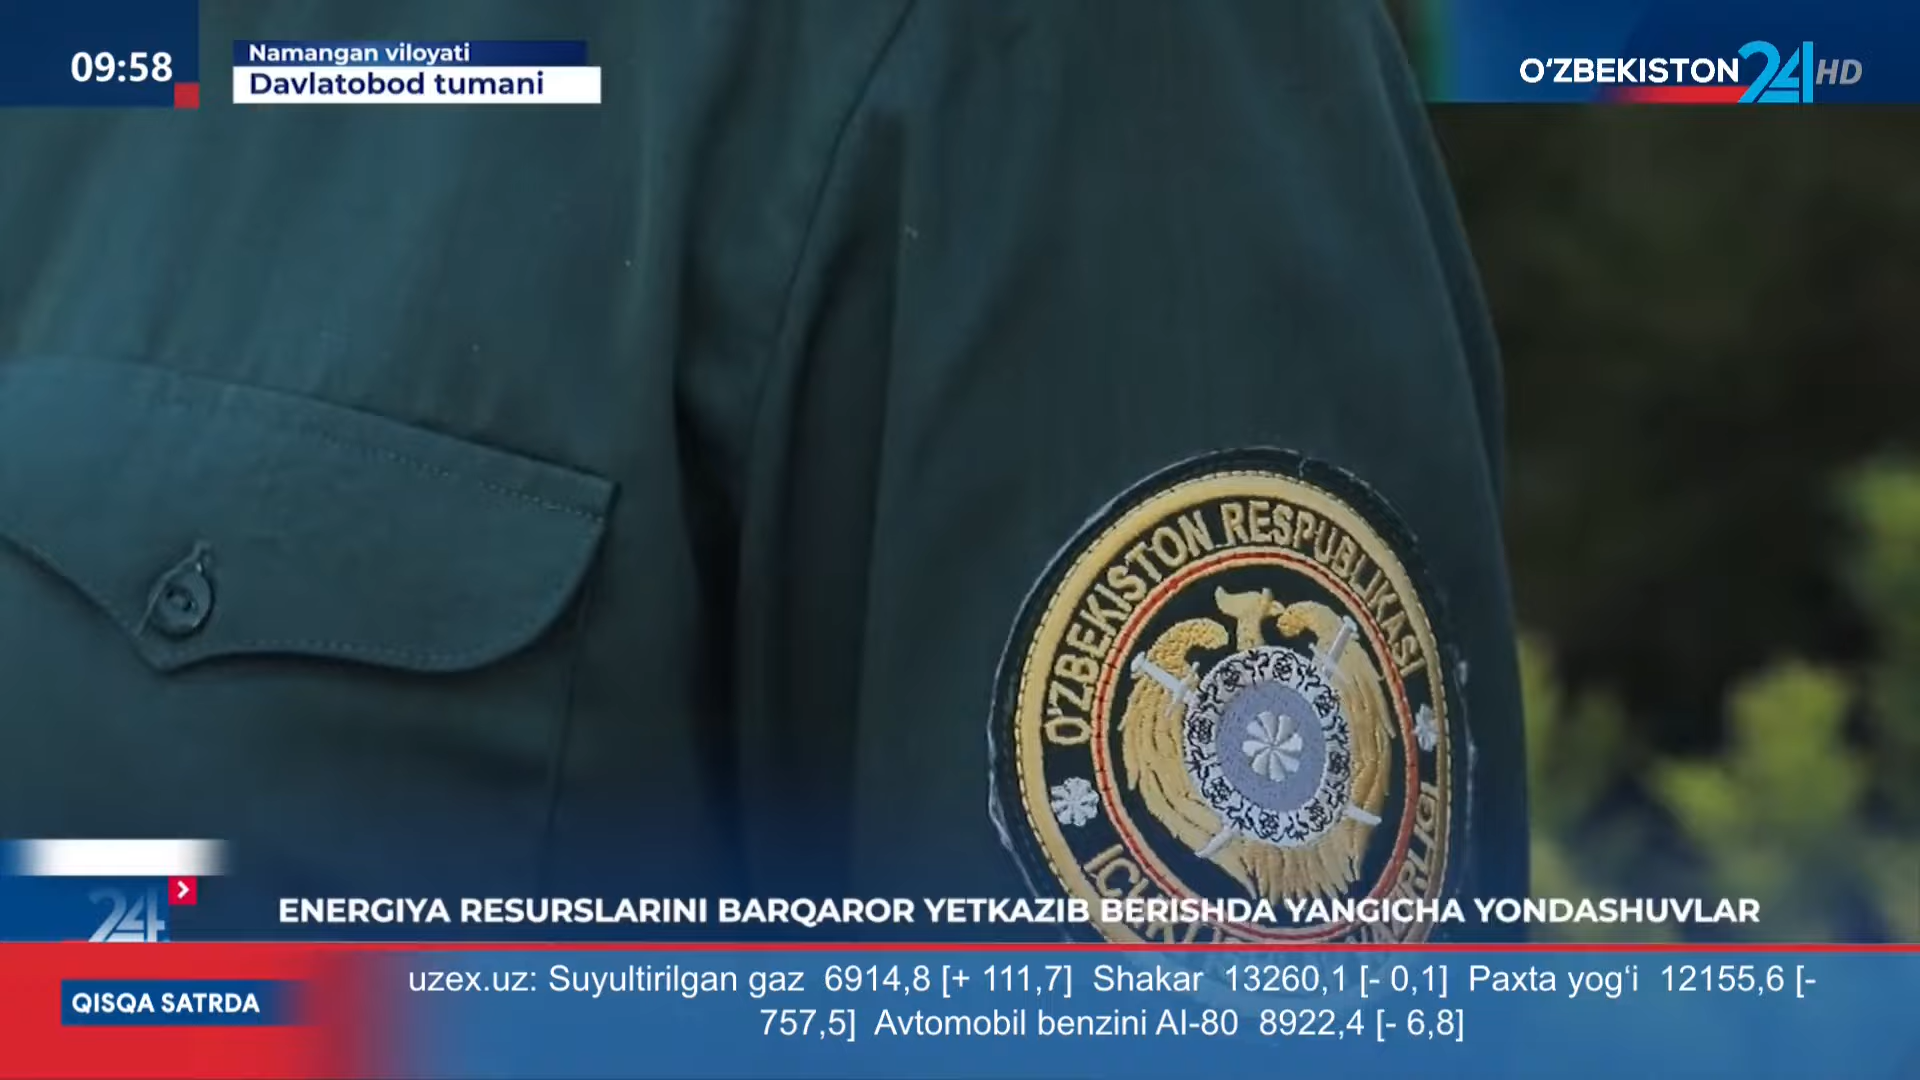 09:58
Namangan viloyati
Davlatobod tumani
O‘ZBEKISTON 24 HD
O‘ZBEKISTON RESPUBLIKASI
ICHKI
24
ENERGIYA RESURSLARINI BARQAROR YETKAZIB BERISHDA YANGICHA YONDASHUVLAR
QISQA SATRDA
uzex.uz: Suyultirilgan gaz 6914,8 [+ 111,7] Shakar 13260,1 [- 0,1] Paxta yog‘i 12155,6 [-
757,5] Avtomobil benzini AI-80 8922,4 [- 6,8]